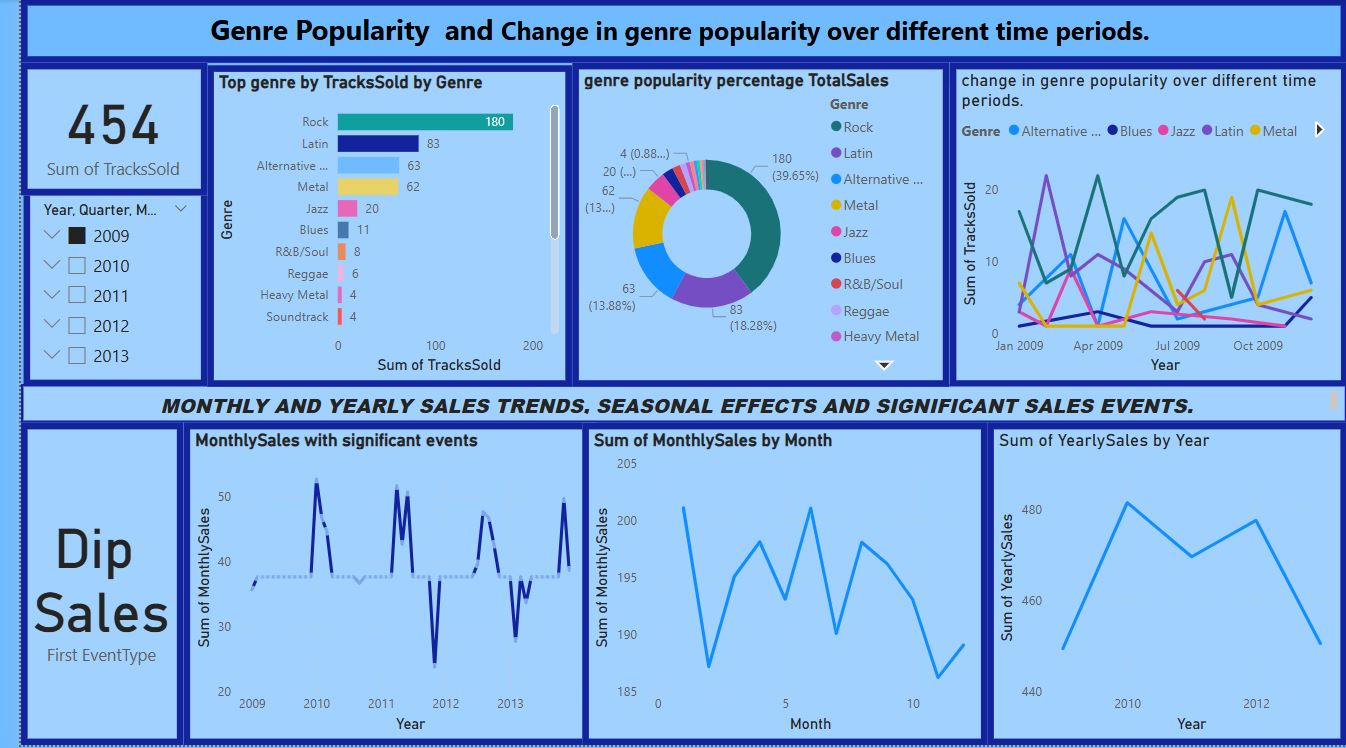 Genre Popularity and Change in genre popularity over different time periods.
454
Sum of TracksSold
Year, Quarter, M...
2009
2010
2011
2012
2013
Top genre by TracksSold by Genre
Genre
Rock 180
Latin 83
Alternative ... 63
Metal 62
Jazz 20
Blues 11
R&B/Soul 8
Reggae 6
Heavy Metal 4
Soundtrack 4
0 100 200
Sum of TracksSold
genre popularity percentage TotalSales
180
(39.65%)
83
(18.28%)
63
(13.88%)
62
(13...)
20 (...)
4 (0.88...)
Genre
Rock
Latin
Alternative ...
Metal
Jazz
Blues
R&B/Soul
Reggae
Heavy Metal
change in genre popularity over different time
periods.
Genre Alternative ... Blues Jazz Latin Metal
Sum of TracksSold
20
10
0
Jan 2009 Apr 2009 Jul 2009 Oct 2009
Year
MONTHLY AND YEARLY SALES TRENDS, SEASONAL EFFECTS AND SIGNIFICANT SALES EVENTS.
Dip
Sales
First EventType
MonthlySales with significant events
Sum of MonthlySales
50
40
30
20
2009 2010 2011 2012 2013
Year
Sum of MonthlySales by Month
Sum of MonthlySales
205
200
195
190
185
0 5 10
Month
Sum of YearlySales by Year
Sum of YearlySales
480
460
440
2010 2012
Year